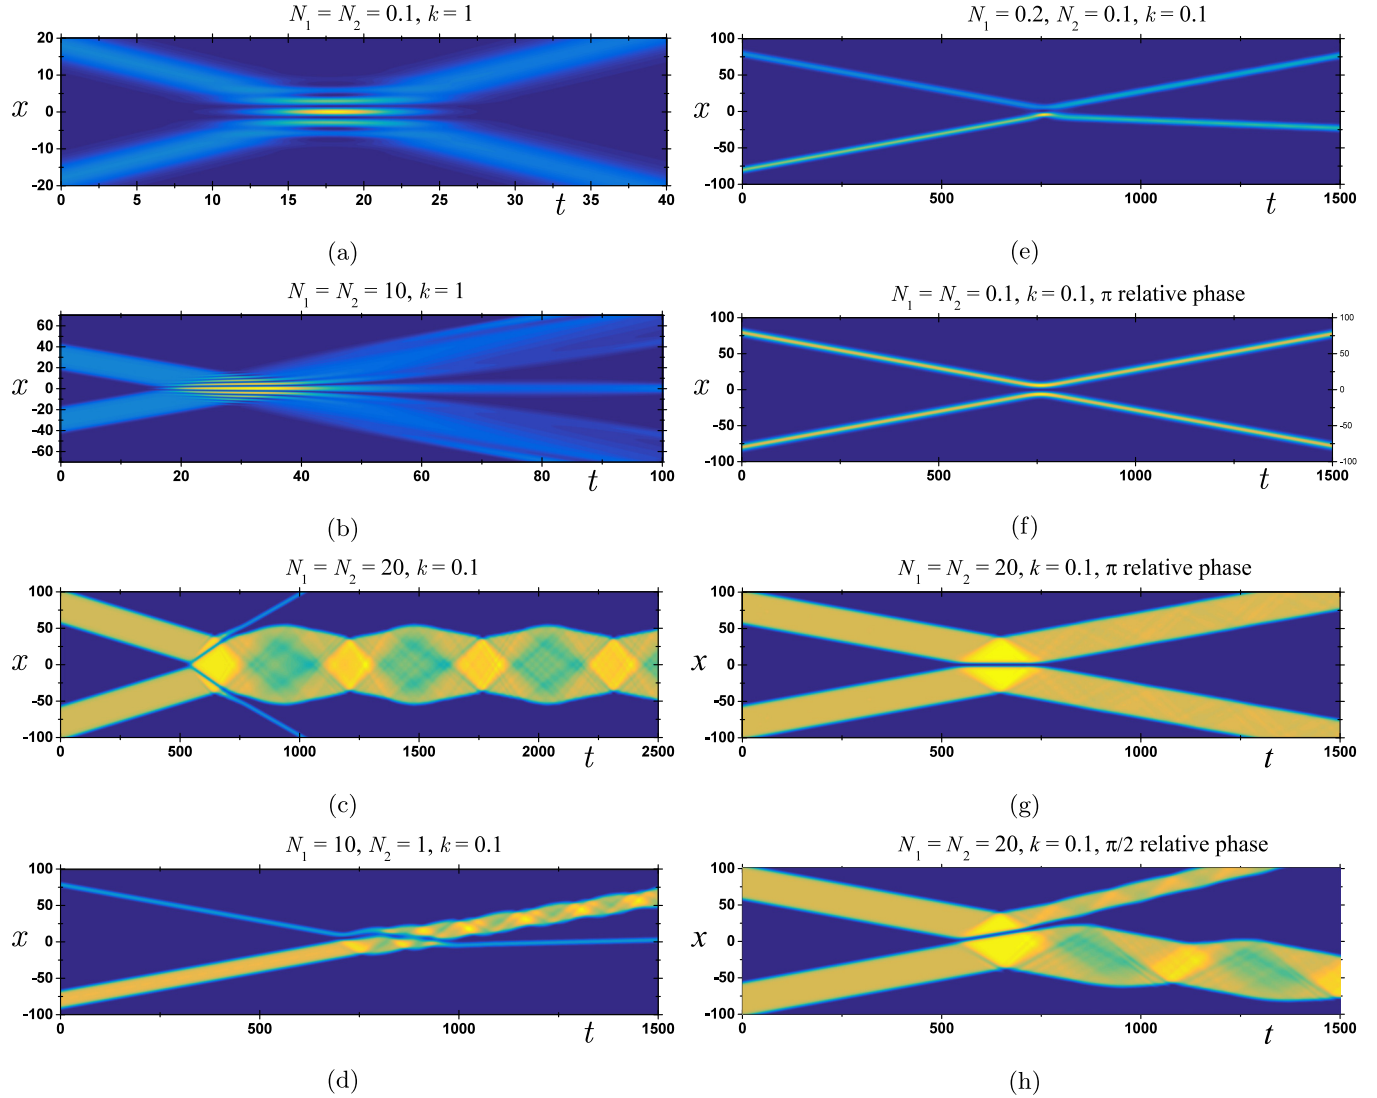 N₁ = N₂ = 0.1, k = 1
20
10
x
0
-10
-20
0 5 10 15 20 25 30 t 35 40
(a)
N₁ = N₂ = 10, k = 1
60
40
20
x
0
-20
-40
-60
0 20 40 60 80 t 100
(b)
N₁ = N₂ = 20, k = 0.1
100
50
x
0
-50
-100
0 500 1000 1500 2000 t 2500
(c)
N₁ = 10, N₂ = 1, k = 0.1
100
50
x
0
-50
-100
0 500 1000 t 1500
(d)
N₁ = 0.2, N₂ = 0.1, k = 0.1
100
50
x
0
-50
-100
0 500 1000 t 1500
(e)
N₁ = N₂ = 0.1, k = 0.1, π relative phase
100 100
50 50
x
0 0
-50 -50
-100 -100
0 500 1000 t 1500
(f)
N₁ = N₂ = 20, k = 0.1, π relative phase
100
50
x
0
-50
-100
0 500 1000 t 1500
(g)
N₁ = N₂ = 20, k = 0.1, π/2 relative phase
100
50
x
0
-50
-100
0 500 1000 t 1500
(h)